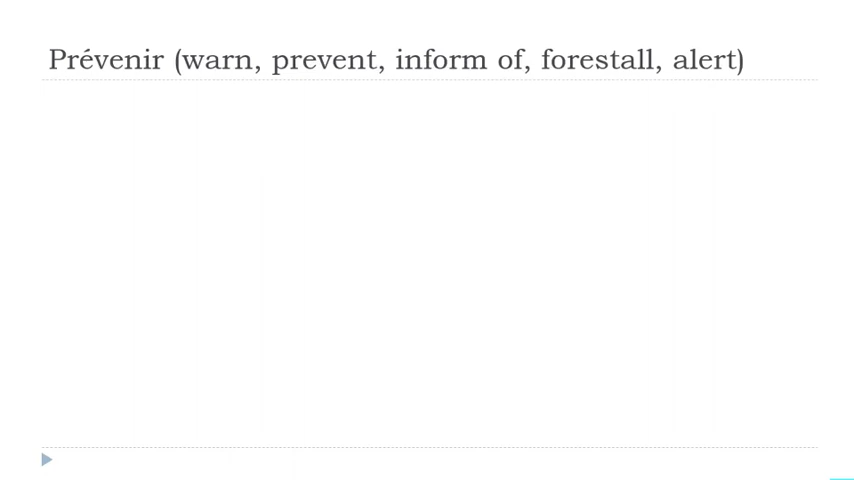 Prévenir (warn, prevent, inform of, forestall, alert)